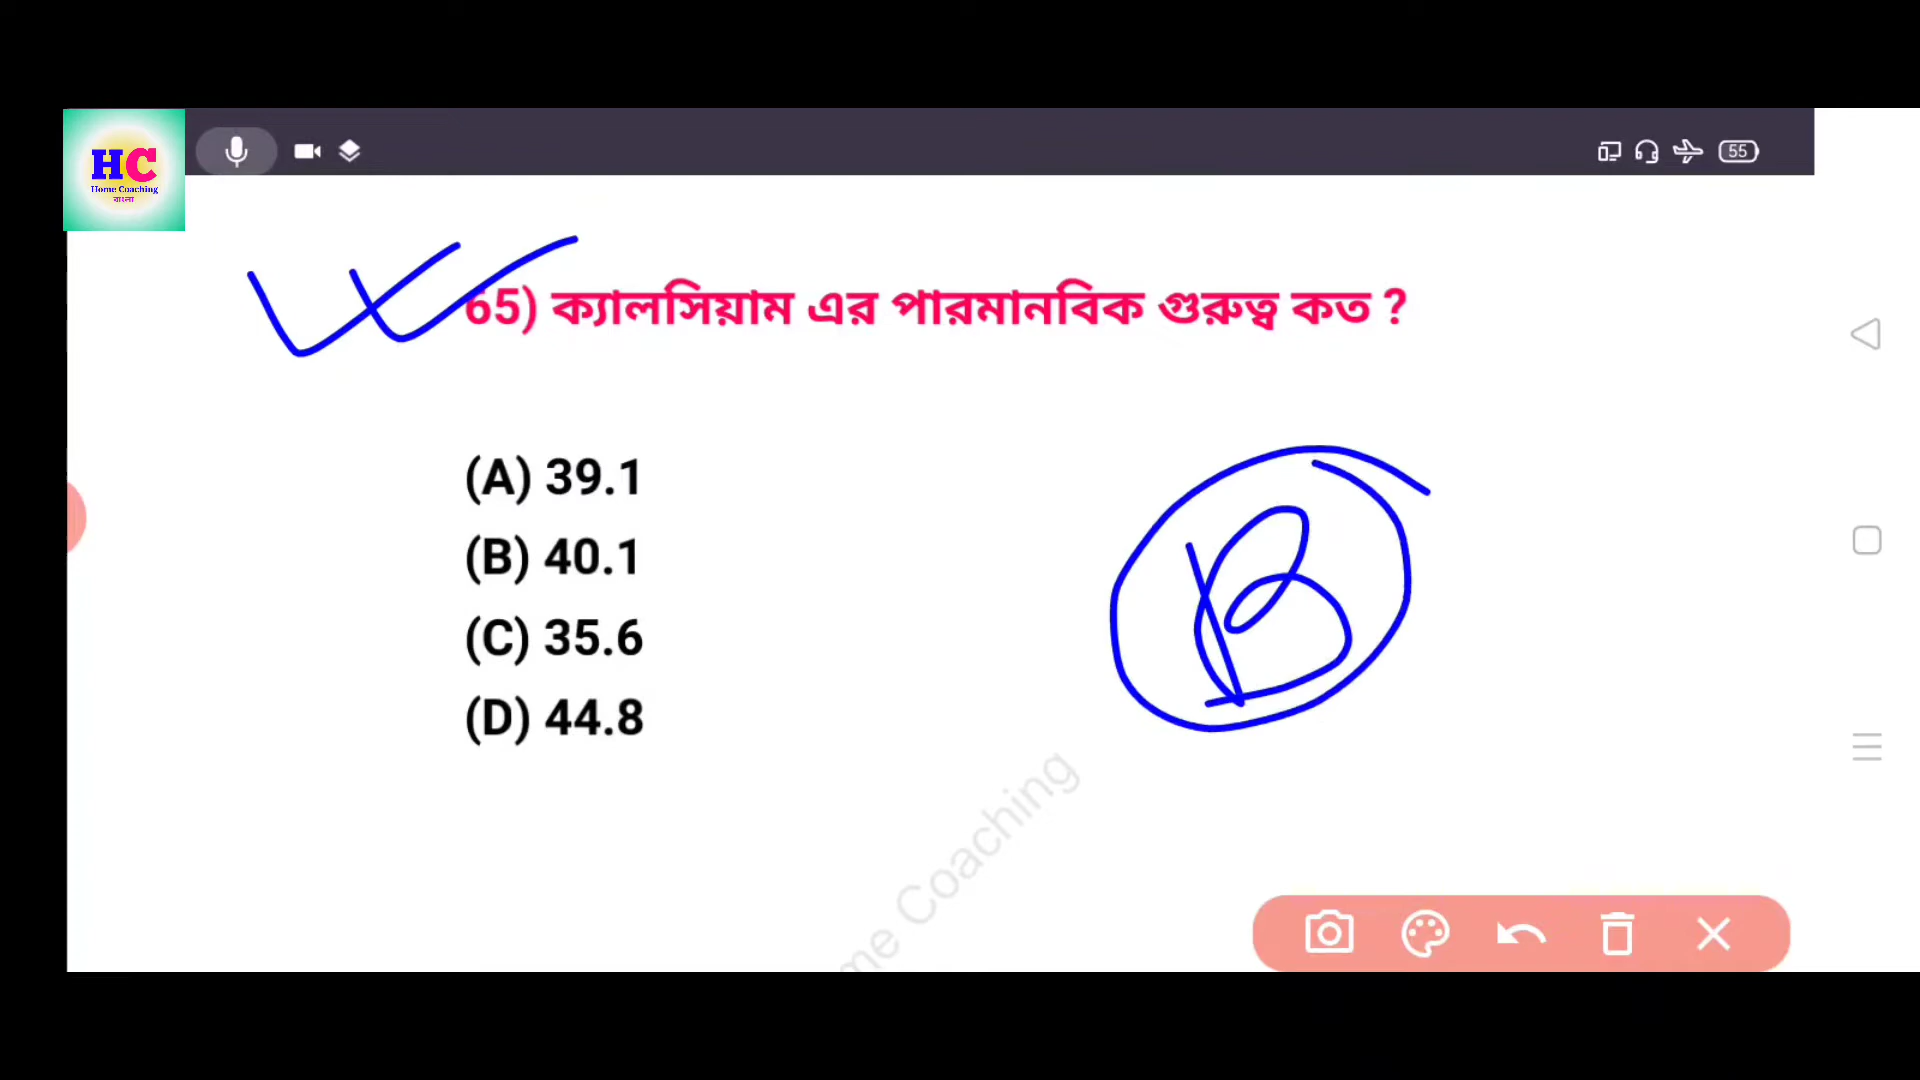 HC
Home Coaching
বাংলা
55
65) ক্যালসিয়াম এর পারমানবিক গুরুত্ব কত ?
(A) 39.1
(B) 40.1
(C) 35.6
(D) 44.8
B
me Coaching